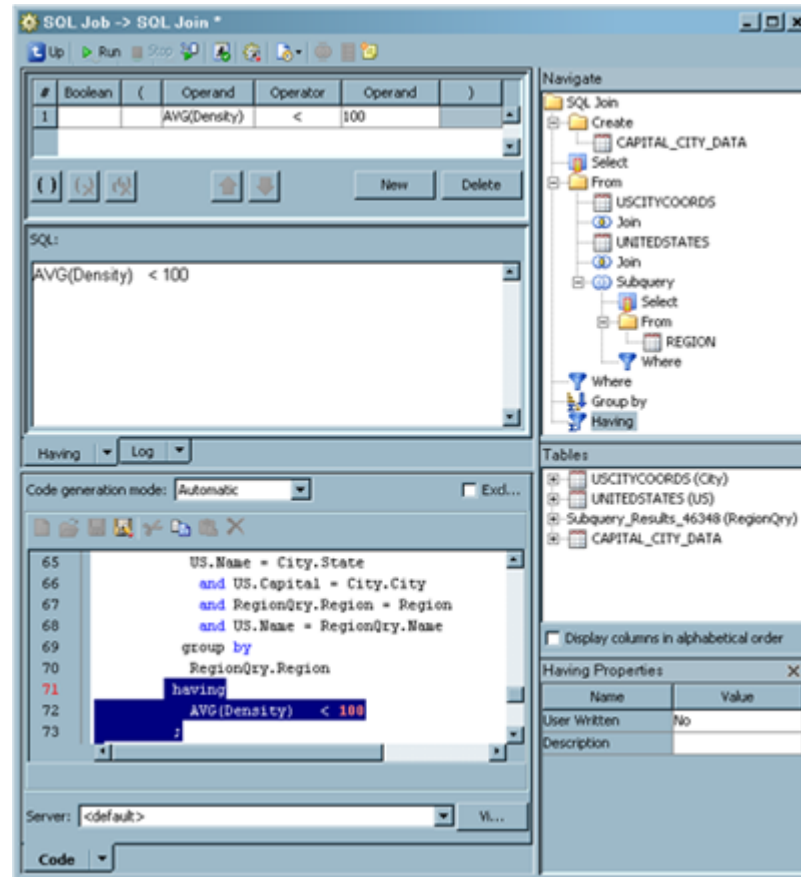 SQL Job -> SQL Join *
Up Run Stop
# Boolean ( Operand Operator Operand )
1 AVG(Density) < 100
( ) New Delete
SQL:
AVG(Density) < 100
Having Log
Code generation mode: Automatic Excl...
65 US.Name = City.State
66 and US.Capital = City.City
67 and RegionQry.Region = Region
68 and US.Name = RegionQry.Name
69 group by
70 RegionQry.Region
71 having
72 AVG(Density) < 100
73 ;
Server: <default> Vi...
Code
Navigate
SQL Join
Create
CAPITAL_CITY_DATA
Select
From
USCITYCOORDS
Join
UNITEDSTATES
Join
Subquery
Select
From
REGION
Where
Where
Group by
Having
Tables
USCITYCOORDS (City)
UNITEDSTATES (US)
Subquery_Results_46348 (RegionQry)
CAPITAL_CITY_DATA
Display columns in alphabetical order
Having Properties
Name Value
User Written No
Description